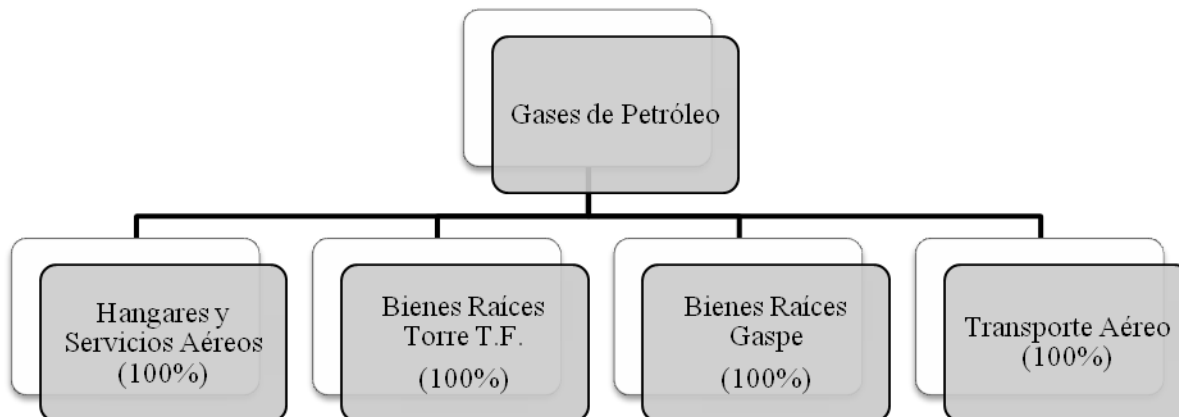 Gases de Petróleo
Hangares y
Servicios Aéreos
(100%)
Bienes Raíces
Torre T.F.
(100%)
Bienes Raíces
Gaspe
(100%)
Transporte Aéreo
(100%)